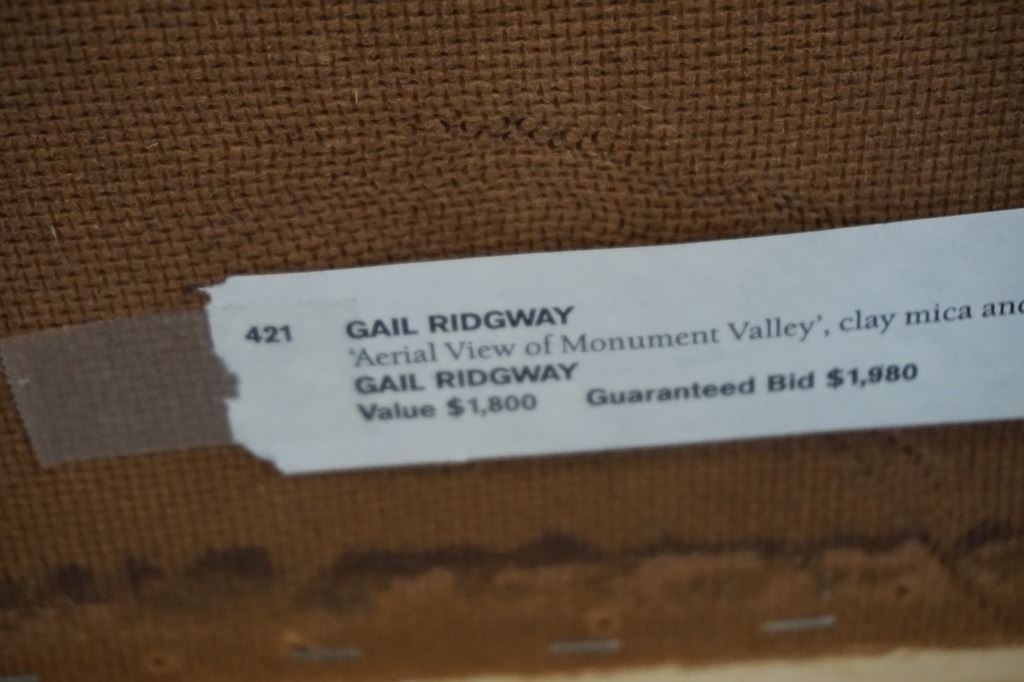 421 GAIL RIDGWAY
'Aerial View of Monument Valley', clay mica and
GAIL RIDGWAY
Value $1,800 Guaranteed Bid $1,980